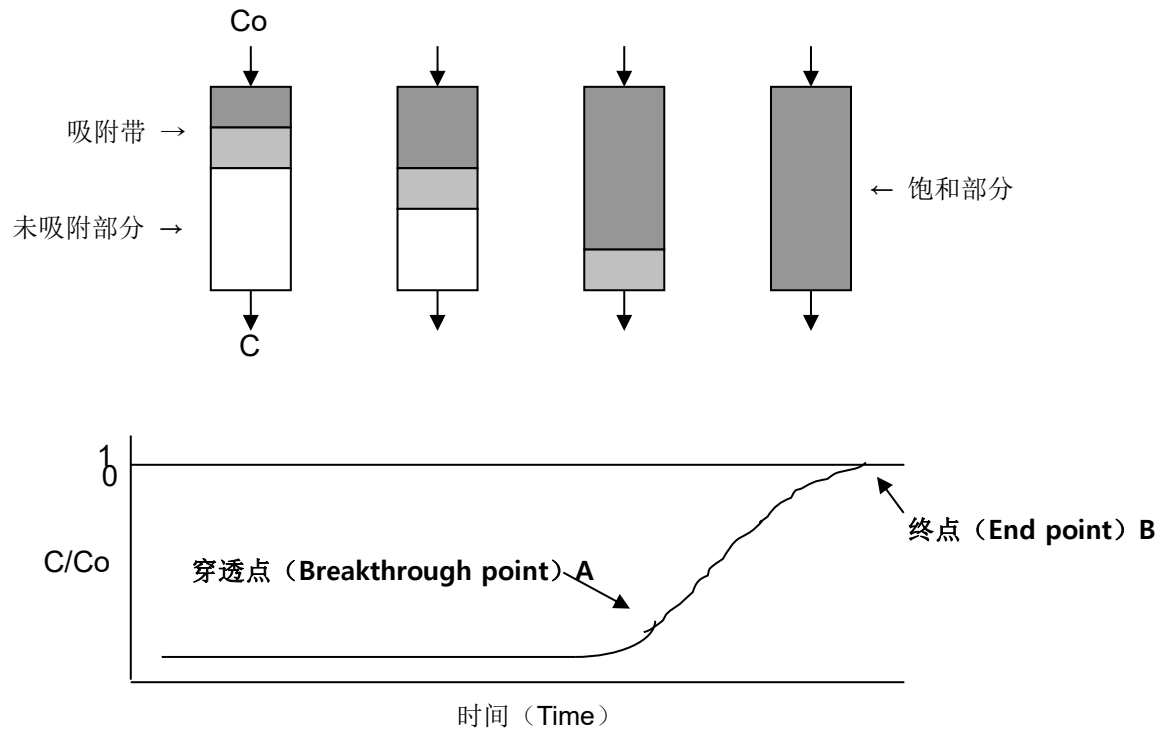 Co
吸附带 →
← 饱和部分
未吸附部分 →
C
1
0
终点（End point）B
C/Co
穿透点（Breakthrough point）A
时间（Time）